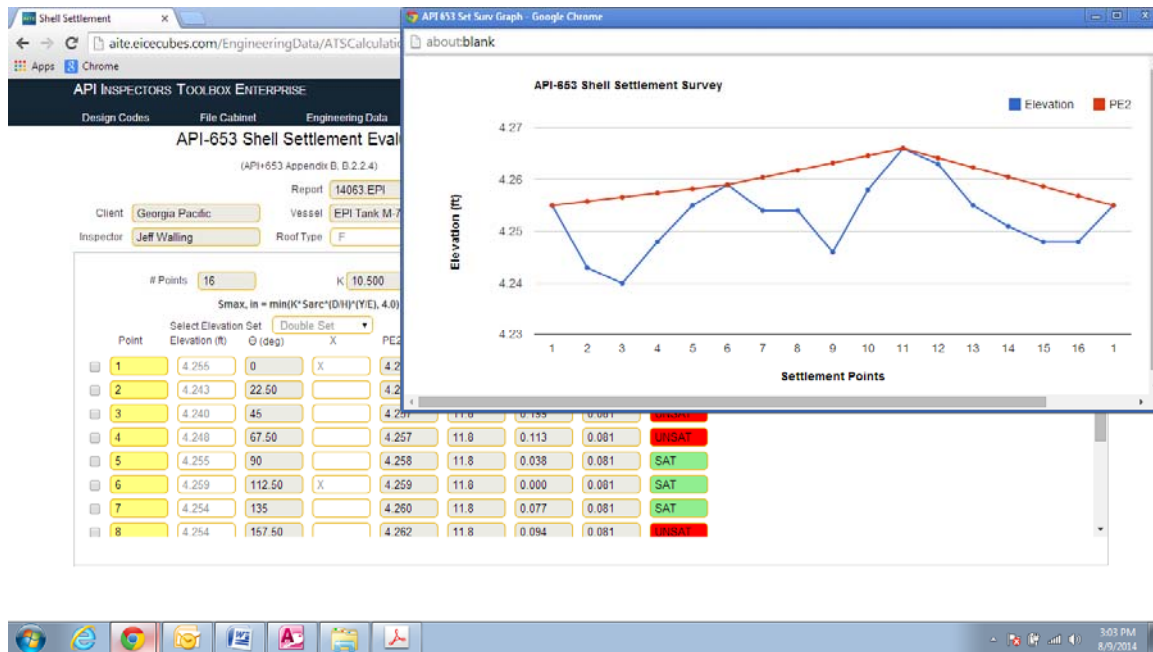 Shell Settlement
aite.eicecubes.com/EngineeringData/ATSCalculatic
Apps Chrome
API INSPECTORS TOOLBOX ENTERPRISE
Design Codes File Cabinet Engineering Data
API-653 Shell Settlement Eval
(API+653 Appendix B, B.2.2.4)
Report 14063.EPI
Client Georgia Pacific Vessel EPI Tank M-7
Inspector Jeff Walling Roof Type F
# Points 16 K 10.500
Smax, in = min(K*Sarc*(D/H)*(Y/E), 4.0)
Select Elevation Set Double Set
Point Elevation (ft) Θ (deg) X PE2
1 4.255 0 X 4.2
2 4.243 22.50 4.2
3 4.240 45 4.257 11.8 0.199 0.081 UNSAT
4 4.248 67.50 4.257 11.8 0.113 0.081 UNSAT
5 4.255 90 4.258 11.8 0.038 0.081 SAT
6 4.259 112.50 X 4.259 11.8 0.000 0.081 SAT
7 4.254 135 4.260 11.8 0.077 0.081 SAT
8 4.254 157.50 4.262 11.8 0.094 0.081 UNSAT
API 653 Set Surv Graph - Google Chrome
about:blank
API-653 Shell Settlement Survey
Elevation PE2
4.27
4.26
4.25
4.24
4.23
Elevation (ft)
1 2 3 4 5 6 7 8 9 10 11 12 13 14 15 16 1
Settlement Points
3:03 PM
8/9/2014